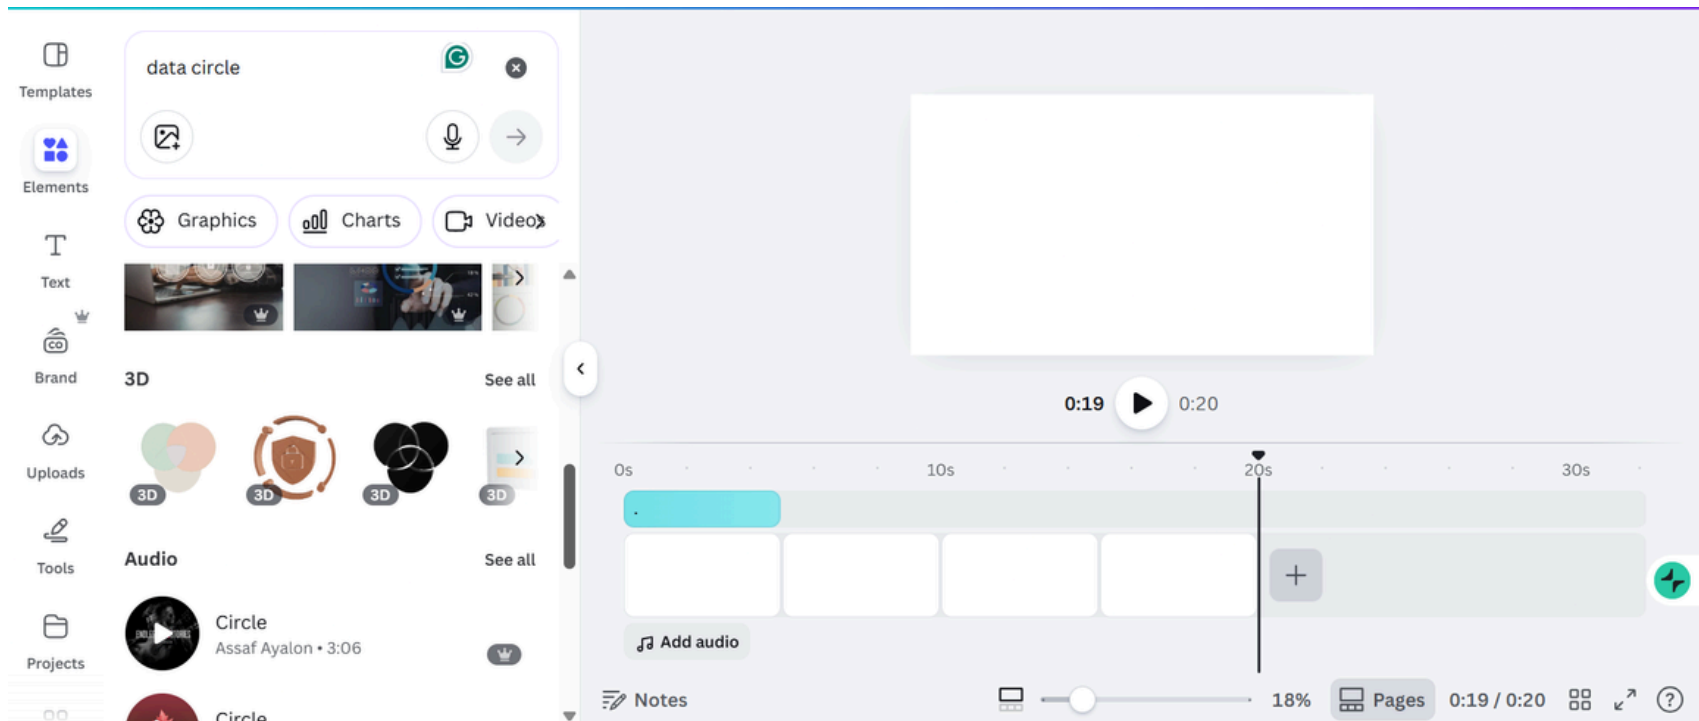 Templates
Elements
Text
Brand
Uploads
Tools
Projects
data circle
Graphics
Charts
Videos
3D
See all
3D
3D
3D
3D
Audio
See all
Circle
Assaf Ayalon • 3:06
Circle
0:19
0:20
0s
10s
20s
30s
.
Add audio
Notes
18%
Pages
0:19 / 0:20